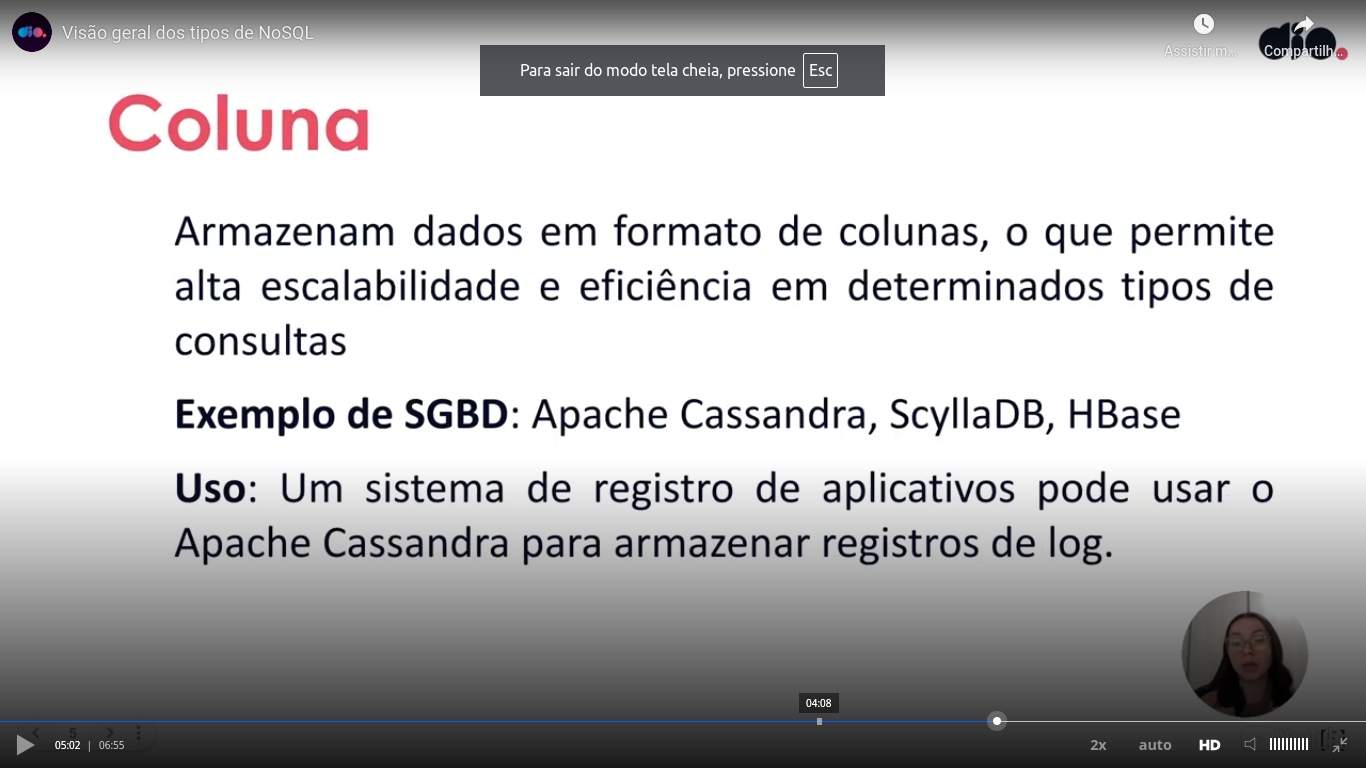 Visão geral dos tipos de NoSQL
Assistir m...
Compartilh...
dio
Para sair do modo tela cheia, pressione Esc
Coluna
Armazenam dados em formato de colunas, o que permite
alta escalabilidade e eficiência em determinados tipos de
consultas
Exemplo de SGBD: Apache Cassandra, ScyllaDB, HBase
Uso: Um sistema de registro de aplicativos pode usar o
Apache Cassandra para armazenar registros de log.
04:08
5
05:02 | 06:55
2x
auto
HD